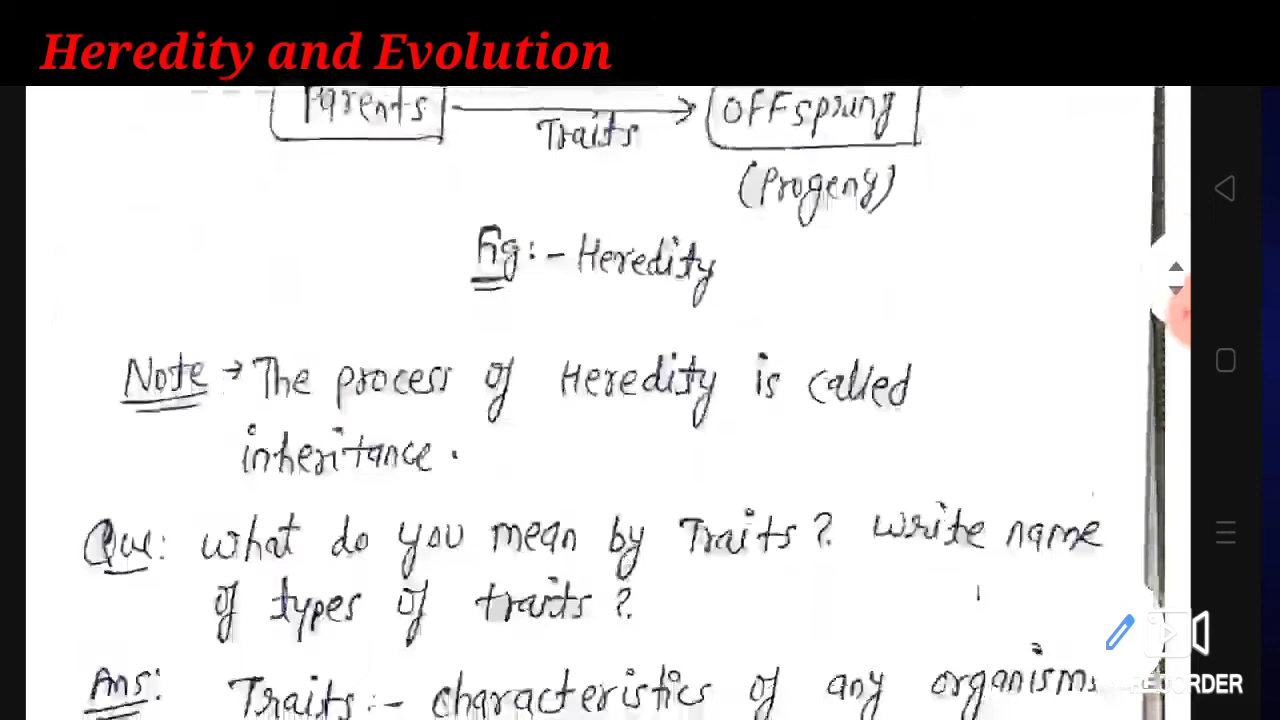 Heredity and Evolution
Parents
Traits
OFFspring
(Progeny)
Fig:- Heredity
Note → The process of Heredity is called
inheritance.
Que: what do you mean by Traits? write name
of types of traits?
Ans: Traits:- characteristics of any organisms
RECORDER